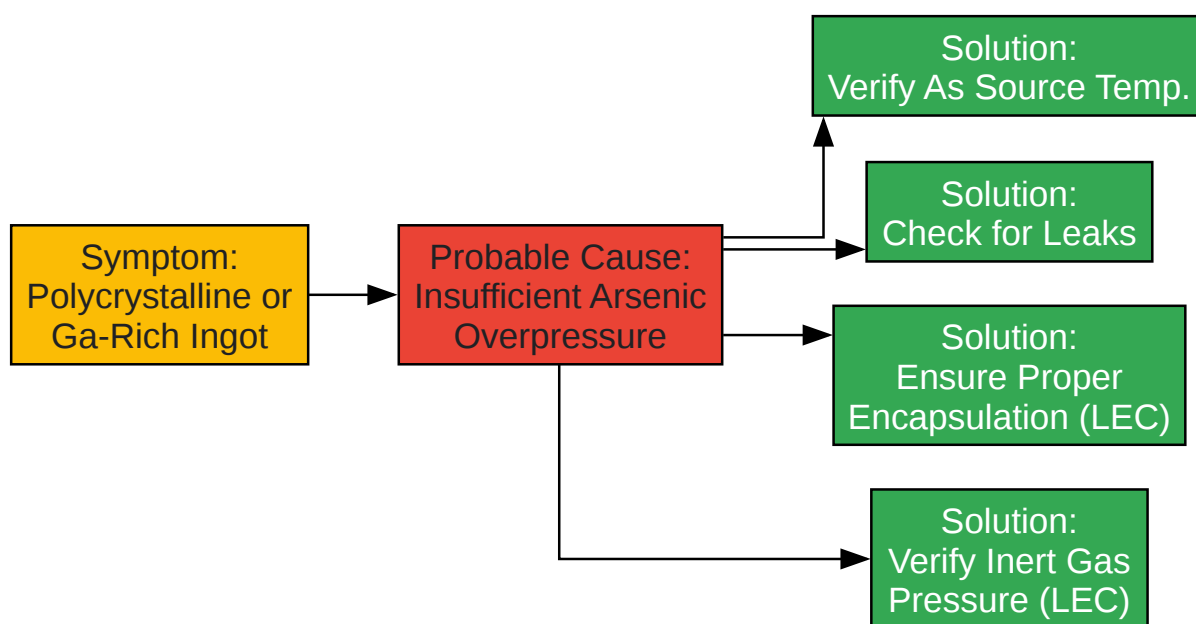 Symptom:
Polycrystalline or
Ga-Rich Ingot
Probable Cause:
Insufficient Arsenic
Overpressure
Solution:
Verify As Source Temp.
Solution:
Check for Leaks
Solution:
Ensure Proper
Encapsulation (LEC)
Solution:
Verify Inert Gas
Pressure (LEC)